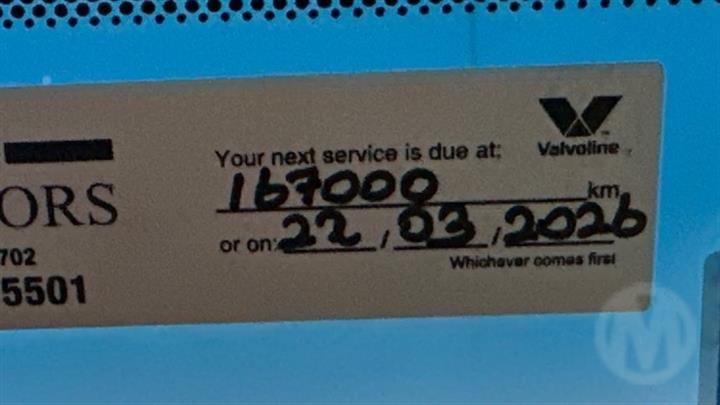 Valvoline
Your next service is due at:
167000 km
ORS
or on: 22 / 03 / 2026
702
Whichever comes first
5501
M